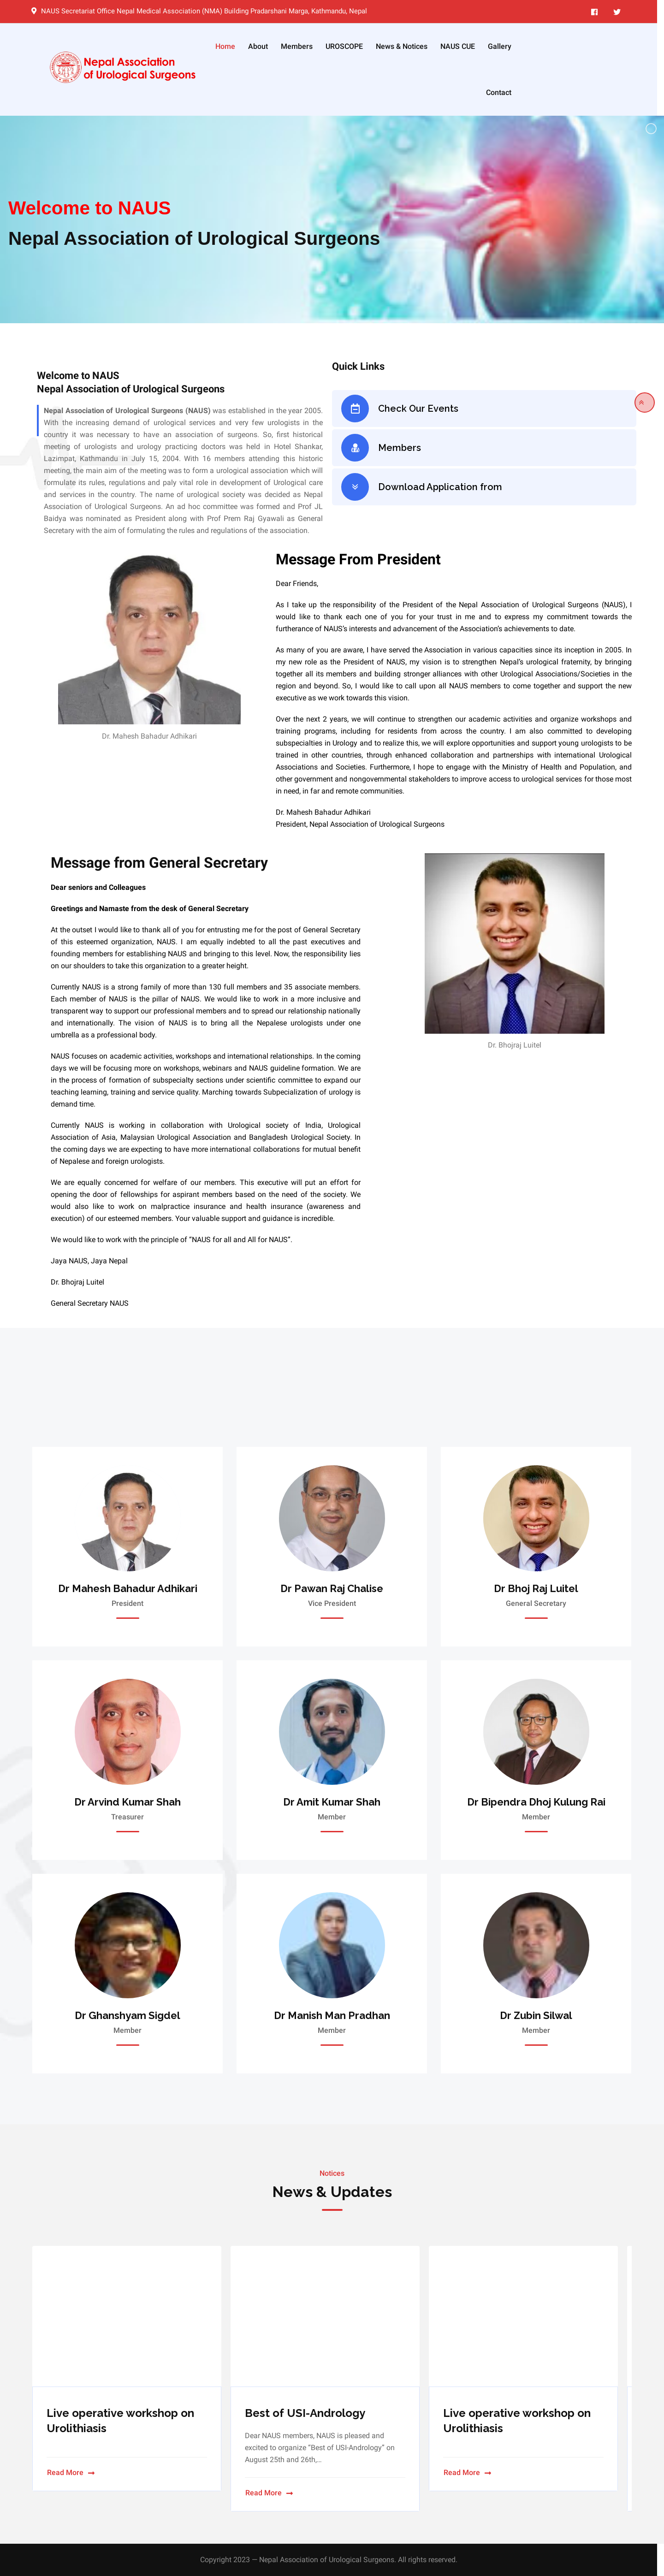 NAUS Secretariat Office Nepal Medical Association (NMA) Building Pradarshani Marga, Kathmandu, Nepal
Nepal Association
of Urological Surgeons
Home About Members UROSCOPE News & Notices NAUS CUE Gallery
Contact
Welcome to NAUS
Nepal Association of Urological Surgeons
Welcome to NAUS
Nepal Association of Urological Surgeons
Nepal Association of Urological Surgeons (NAUS) was established in the year 2005.
With the increasing demand of urological services and very few urologists in the
country it was necessary to have an association of surgeons. So, first historical
meeting of urologists and urology practicing doctors was held in Hotel Shankar,
Lazimpat, Kathmandu in July 15, 2004. With 16 members attending this historic
meeting, the main aim of the meeting was to form a urological association which will
formulate its rules, regulations and paly vital role in development of Urological care
and services in the country. The name of urological society was decided as Nepal
Association of Urological Surgeons. An ad hoc committee was formed and Prof JL
Baidya was nominated as President along with Prof Prem Raj Gyawali as General
Secretary with the aim of formulating the rules and regulations of the association.
Quick Links
Check Our Events
Members
Download Application from
Dr. Mahesh Bahadur Adhikari
Message From President
Dear Friends,
As I take up the responsibility of the President of the Nepal Association of Urological Surgeons (NAUS), I
would like to thank each one of you for your trust in me and to express my commitment towards the
furtherance of NAUS's interests and advancement of the Association's achievements to date.
As many of you are aware, I have served the Association in various capacities since its inception in 2005. In
my new role as the President of NAUS, my vision is to strengthen Nepal's urological fraternity, by bringing
together all its members and building stronger alliances with other Urological Associations/Societies in the
region and beyond. So, I would like to call upon all NAUS members to come together and support the new
executive as we work towards this vision.
Over the next 2 years, we will continue to strengthen our academic activities and organize workshops and
training programs, including for residents from across the country. I am also committed to developing
subspecialties in Urology and to realize this, we will explore opportunities and support young urologists to be
trained in other countries, through enhanced collaboration and partnerships with international Urological
Associations and Societies. Furthermore, I hope to engage with the Ministry of Health and Population, and
other government and nongovernmental stakeholders to improve access to urological services for those most
in need, in far and remote communities.
Dr. Mahesh Bahadur Adhikari
President, Nepal Association of Urological Surgeons
Message from General Secretary
Dear seniors and Colleagues
Greetings and Namaste from the desk of General Secretary
At the outset I would like to thank all of you for entrusting me for the post of General Secretary
of this esteemed organization, NAUS. I am equally indebted to all the past executives and
founding members for establishing NAUS and bringing to this level. Now, the responsibility lies
on our shoulders to take this organization to a greater height.
Currently NAUS is a strong family of more than 130 full members and 35 associate members.
Each member of NAUS is the pillar of NAUS. We would like to work in a more inclusive and
transparent way to support our professional members and to spread our relationship nationally
and internationally. The vision of NAUS is to bring all the Nepalese urologists under one
umbrella as a professional body.
NAUS focuses on academic activities, workshops and international relationships. In the coming
days we will be focusing more on workshops, webinars and NAUS guideline formation. We are
in the process of formation of subspecialty sections under scientific committee to expand our
teaching learning, training and service quality. Marching towards Subpecialization of urology is
demand time.
Currently NAUS is working in collaboration with Urological society of India, Urological
Association of Asia, Malaysian Urological Association and Bangladesh Urological Society. In
the coming days we are expecting to have more international collaborations for mutual benefit
of Nepalese and foreign urologists.
We are equally concerned for welfare of our members. This executive will put an effort for
opening the door of fellowships for aspirant members based on the need of the society. We
would also like to work on malpractice insurance and health insurance (awareness and
execution) of our esteemed members. Your valuable support and guidance is incredible.
We would like to work with the principle of "NAUS for all and All for NAUS".
Jaya NAUS, Jaya Nepal
Dr. Bhojraj Luitel
General Secretary NAUS
Dr. Bhojraj Luitel
Dr Mahesh Bahadur Adhikari
President
Dr Pawan Raj Chalise
Vice President
Dr Bhoj Raj Luitel
General Secretary
Dr Arvind Kumar Shah
Treasurer
Dr Amit Kumar Shah
Member
Dr Bipendra Dhoj Kulung Rai
Member
Dr Ghanshyam Sigdel
Member
Dr Manish Man Pradhan
Member
Dr Zubin Silwal
Member
Notices
News & Updates
Live operative workshop on
Urolithiasis
Read More
Best of USI-Andrology
Dear NAUS members, NAUS is pleased and
excited to organize "Best of USI-Andrology" on
August 25th and 26th,...
Read More
Live operative workshop on
Urolithiasis
Read More
Copyright 2023 — Nepal Association of Urological Surgeons. All rights reserved.